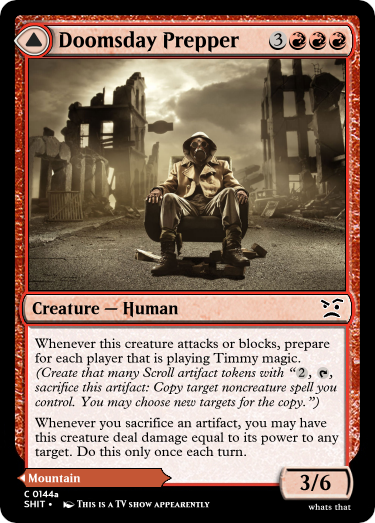 Doomsday Prepper 3
Creature — Human
Whenever this creature attacks or blocks, prepare
for each player that is playing Timmy magic.
(Create that many Scroll artifact tokens with “2, ,
sacrifice this artifact: Copy target noncreature spell you
control. You may choose new targets for the copy.”)
Whenever you sacrifice an artifact, you may have
this creature deal damage equal to its power to any
target. Do this only once each turn.
Mountain
3/6
C 0144a
SHIT • THIS IS A TV SHOW APPARENTLY
whats that